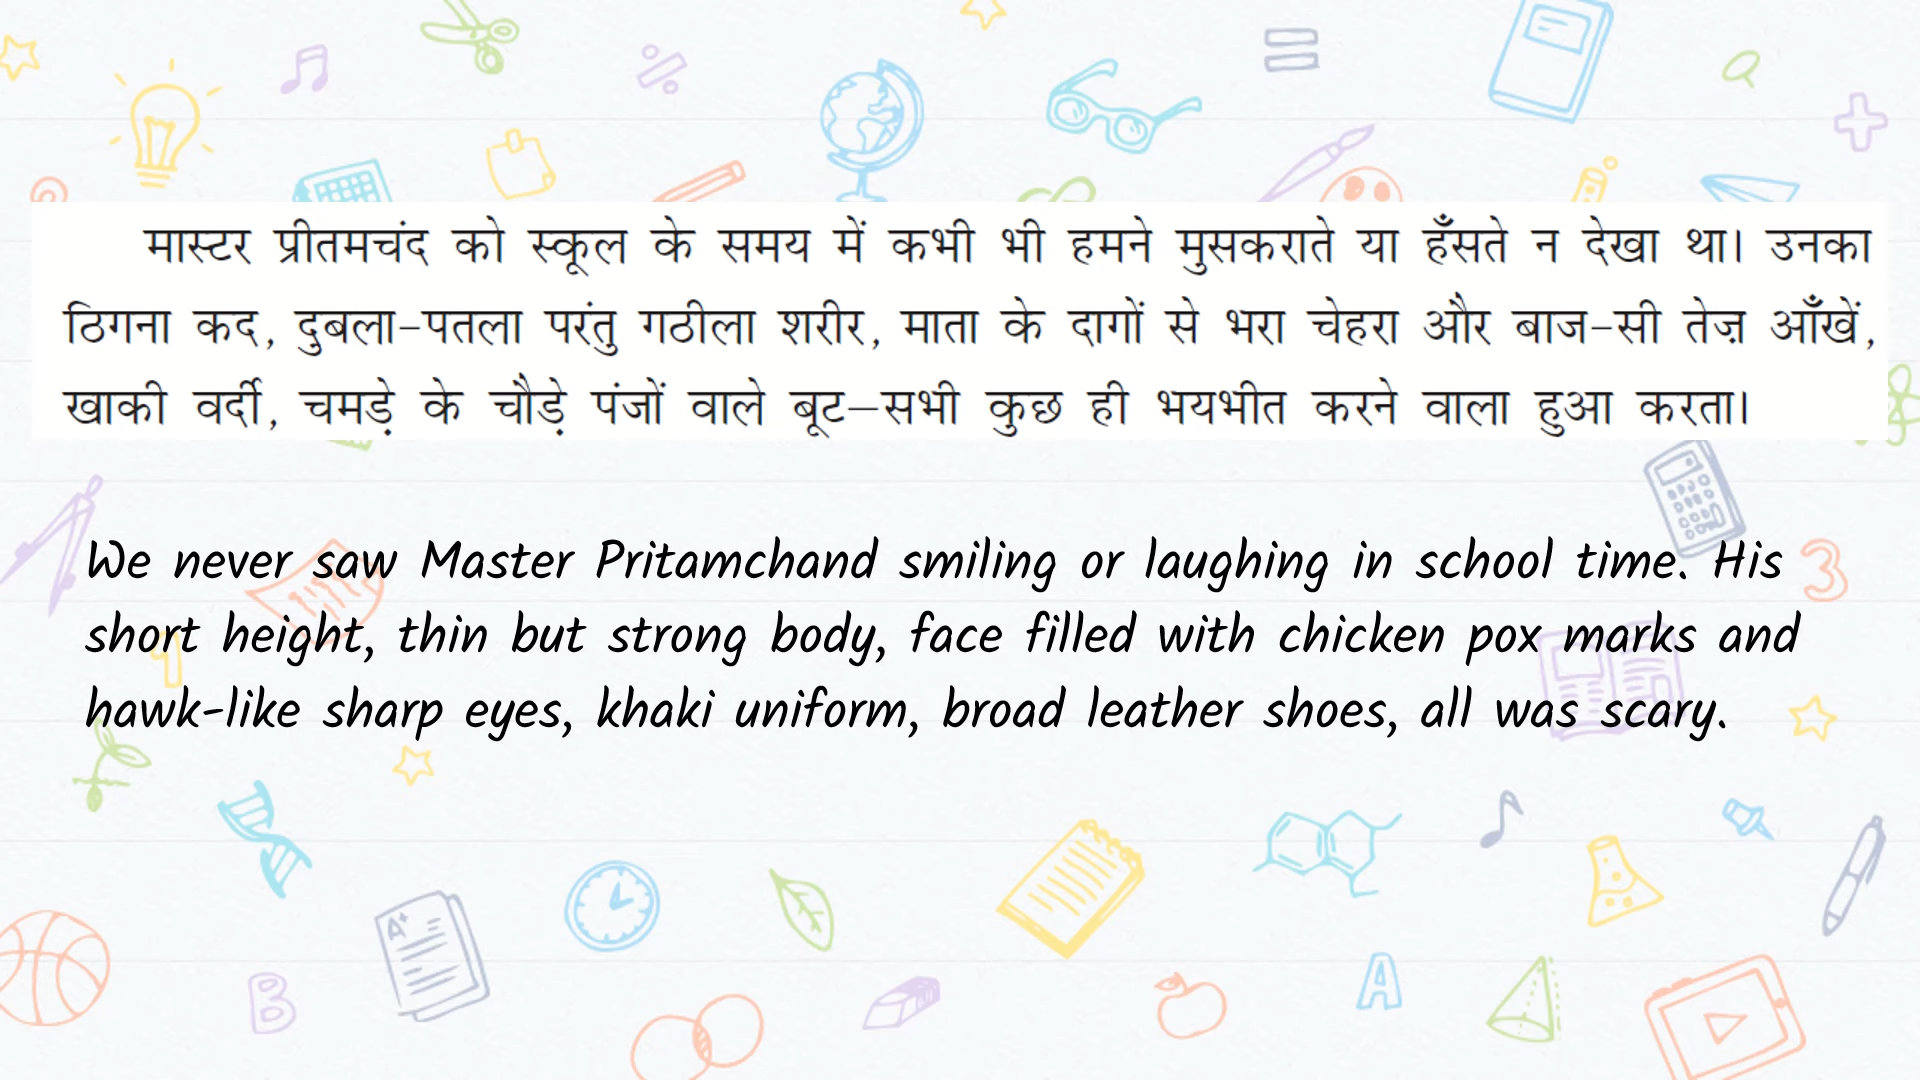 मास्टर प्रीतमचंद को स्कूल के समय में कभी भी हमने मुसकराते या हँसते न देखा था। उनका
ठिगना कद, दुबला-पतला परंतु गठीला शरीर, माता के दागों से भरा चेहरा और बाज-सी तेज़ आँखें,
खाकी वर्दी, चमड़े के चौड़े पंजों वाले बूट–सभी कुछ ही भयभीत करने वाला हुआ करता।
We never saw Master Pritamchand smiling or laughing in school time. His
short height, thin but strong body, face filled with chicken pox marks and
hawk-like sharp eyes, khaki uniform, broad leather shoes, all was scary.
3
1
A+
B
A